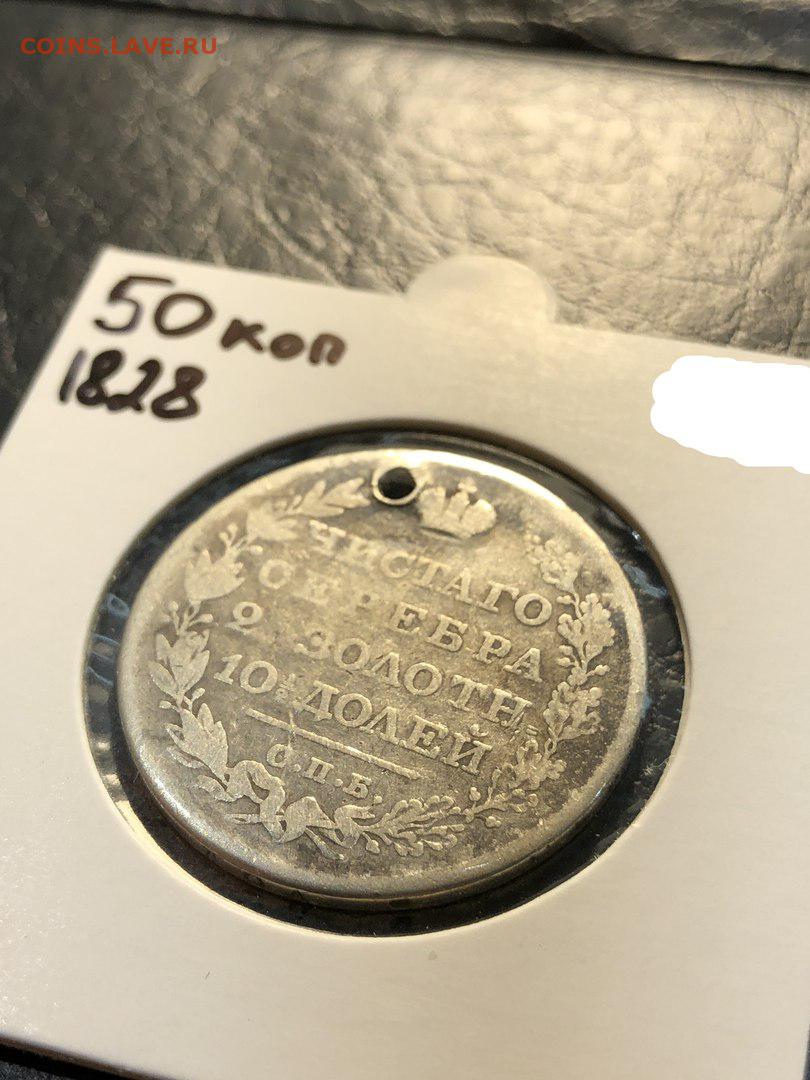 COINS.LAVE.RU
50 коп
1828
ЧИСТАГО
СЕРЕБРА
2. ЗОЛОТН.
10½ ДОЛЕЙ
С.П.Б.